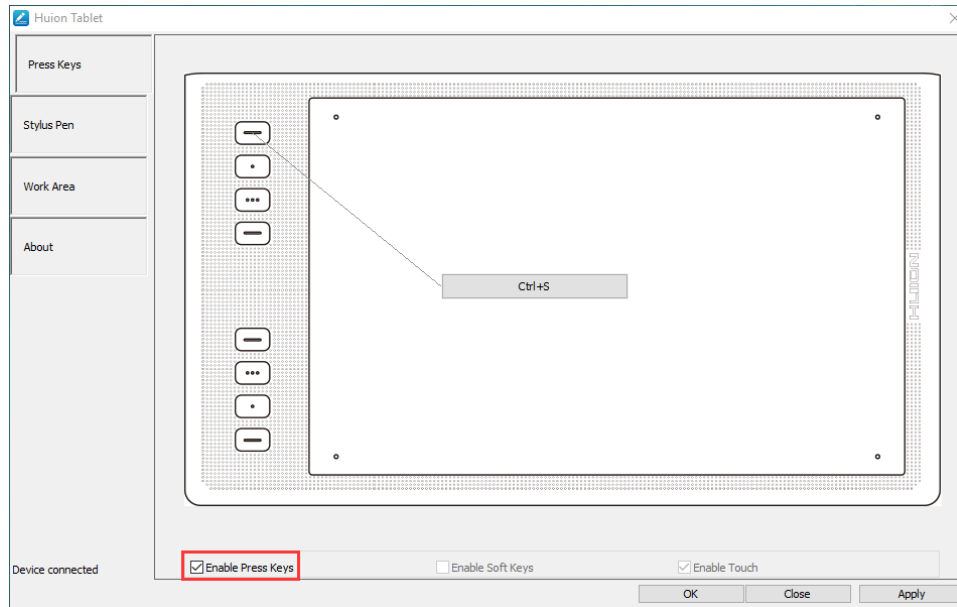 Huion Tablet
Press Keys
Stylus Pen
Work Area
About
Ctrl+S
HUION
Device connected
Enable Press Keys
Enable Soft Keys
Enable Touch
OK
Close
Apply